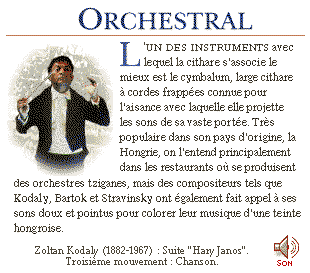 ORCHESTRAL
L'UN DES INSTRUMENTS avec
lequel la cithare s'associe le
mieux est le cymbalum, large cithare
à cordes frappées connue pour
l'aisance avec laquelle elle projette
les sons de sa vaste portée. Très
populaire dans son pays d'origine, la
Hongrie, on l'entend principalement
dans les restaurants où se produisent
des orchestres tziganes, mais des compositeurs tels que
Kodaly, Bartok et Stravinsky ont également fait appel à ses
sons doux et pointus pour colorer leur musique d'une teinte
hongroise.
Zoltan Kodaly (1882-1967) : Suite "Hary Janos".
Troisième mouvement : Chanson.
SON